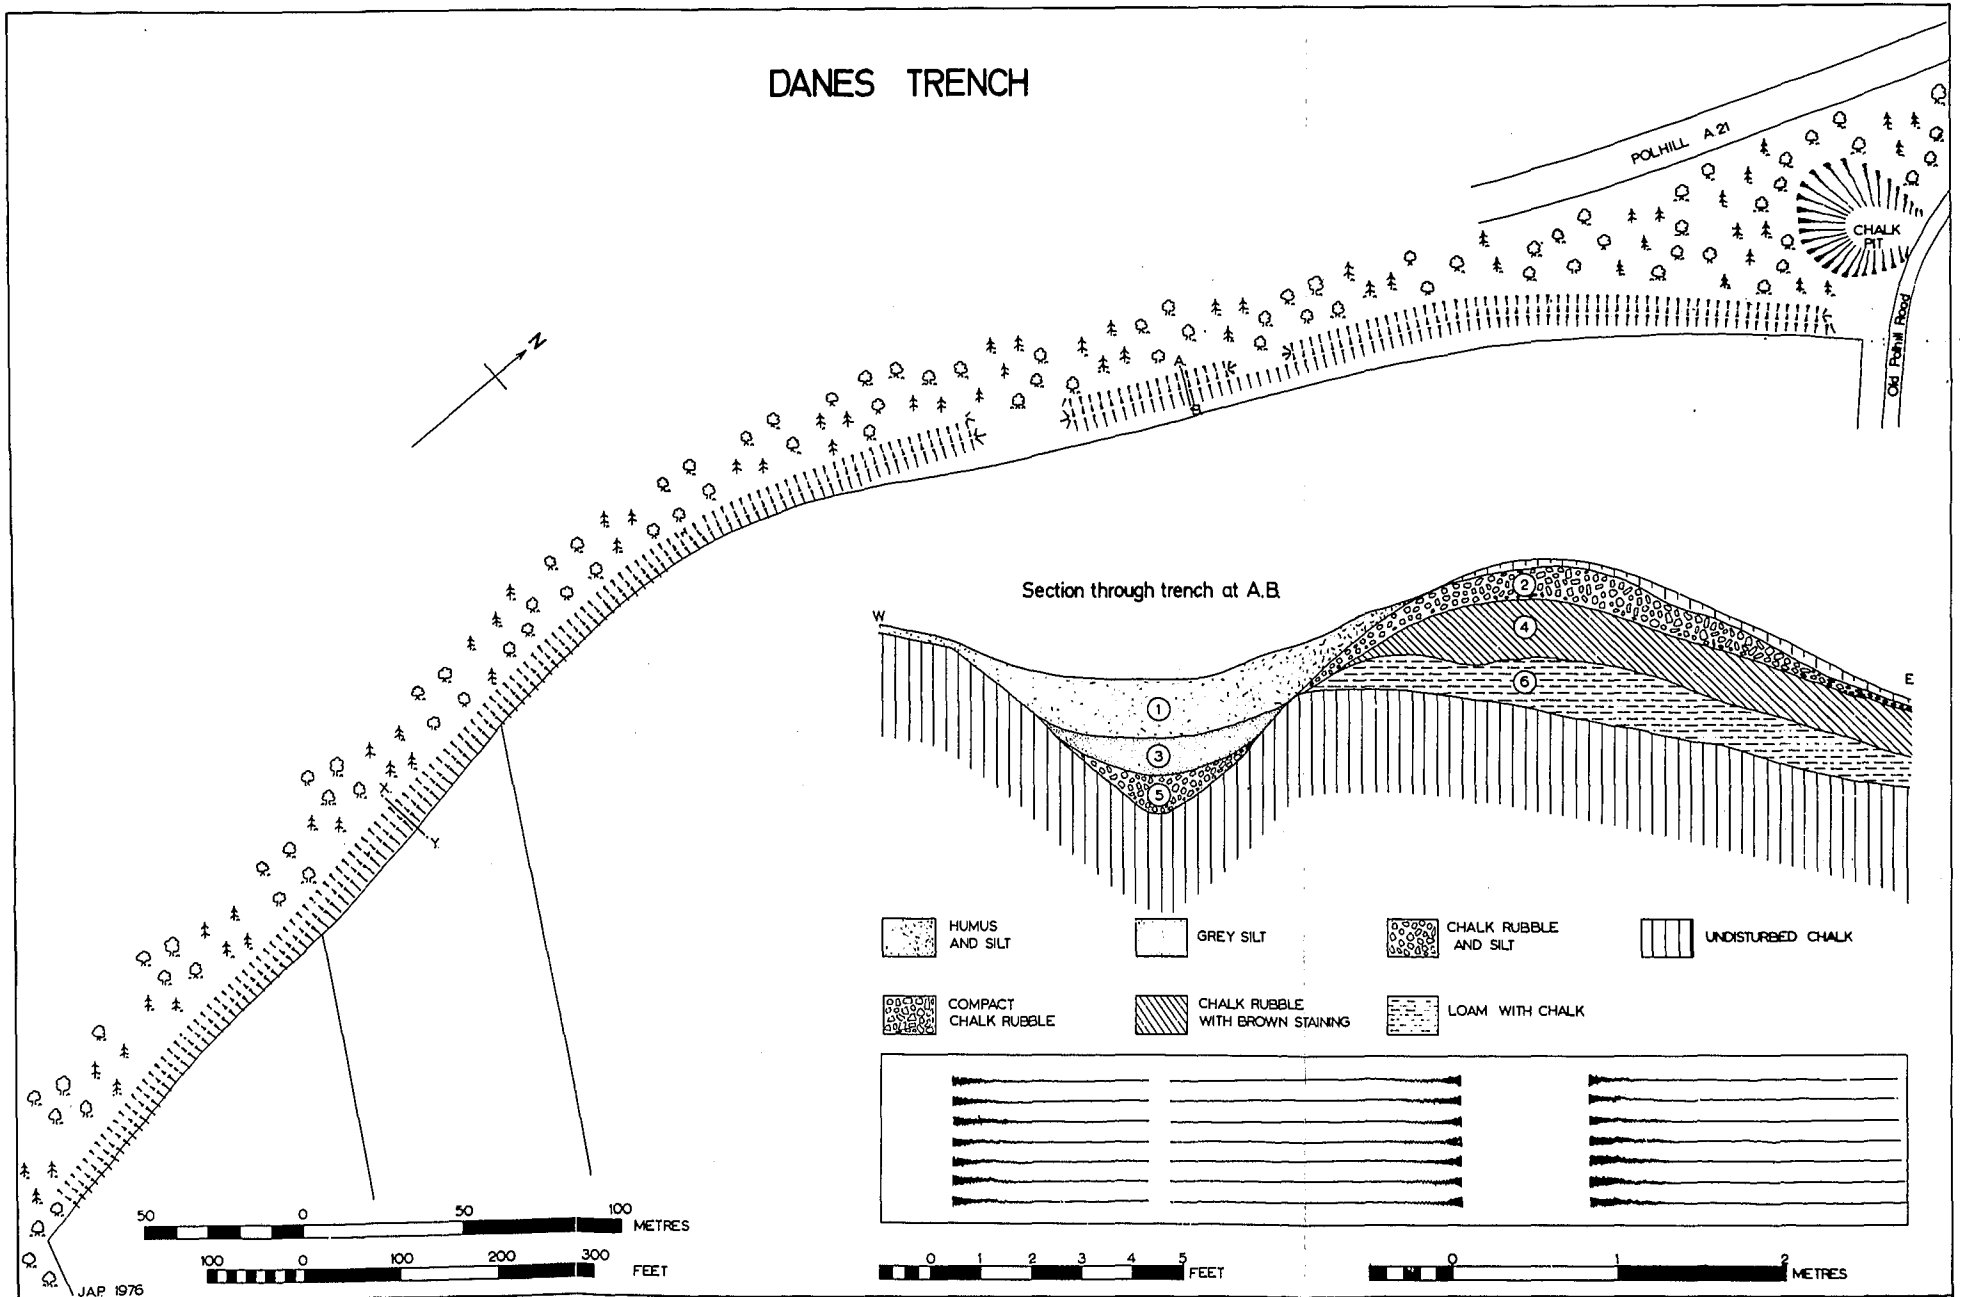 DANES TRENCH
POLHILL A.21
CHALK
PIT
Old Polhill Road
N
A.
B.
X.
Y.
Section through trench at A.B.
W
E
1
2
3
4
5
6
HUMUS
AND SILT
GREY SILT
CHALK RUBBLE
AND SILT
UNDISTURBED CHALK
COMPACT
CHALK RUBBLE
CHALK RUBBLE
WITH BROWN STAINING
LOAM WITH CHALK
50 0 50 100
METRES
100 0 100 200 300
FEET
0 1 2 3 4 5
FEET
0 1 2
METRES
J.A.P. 1976